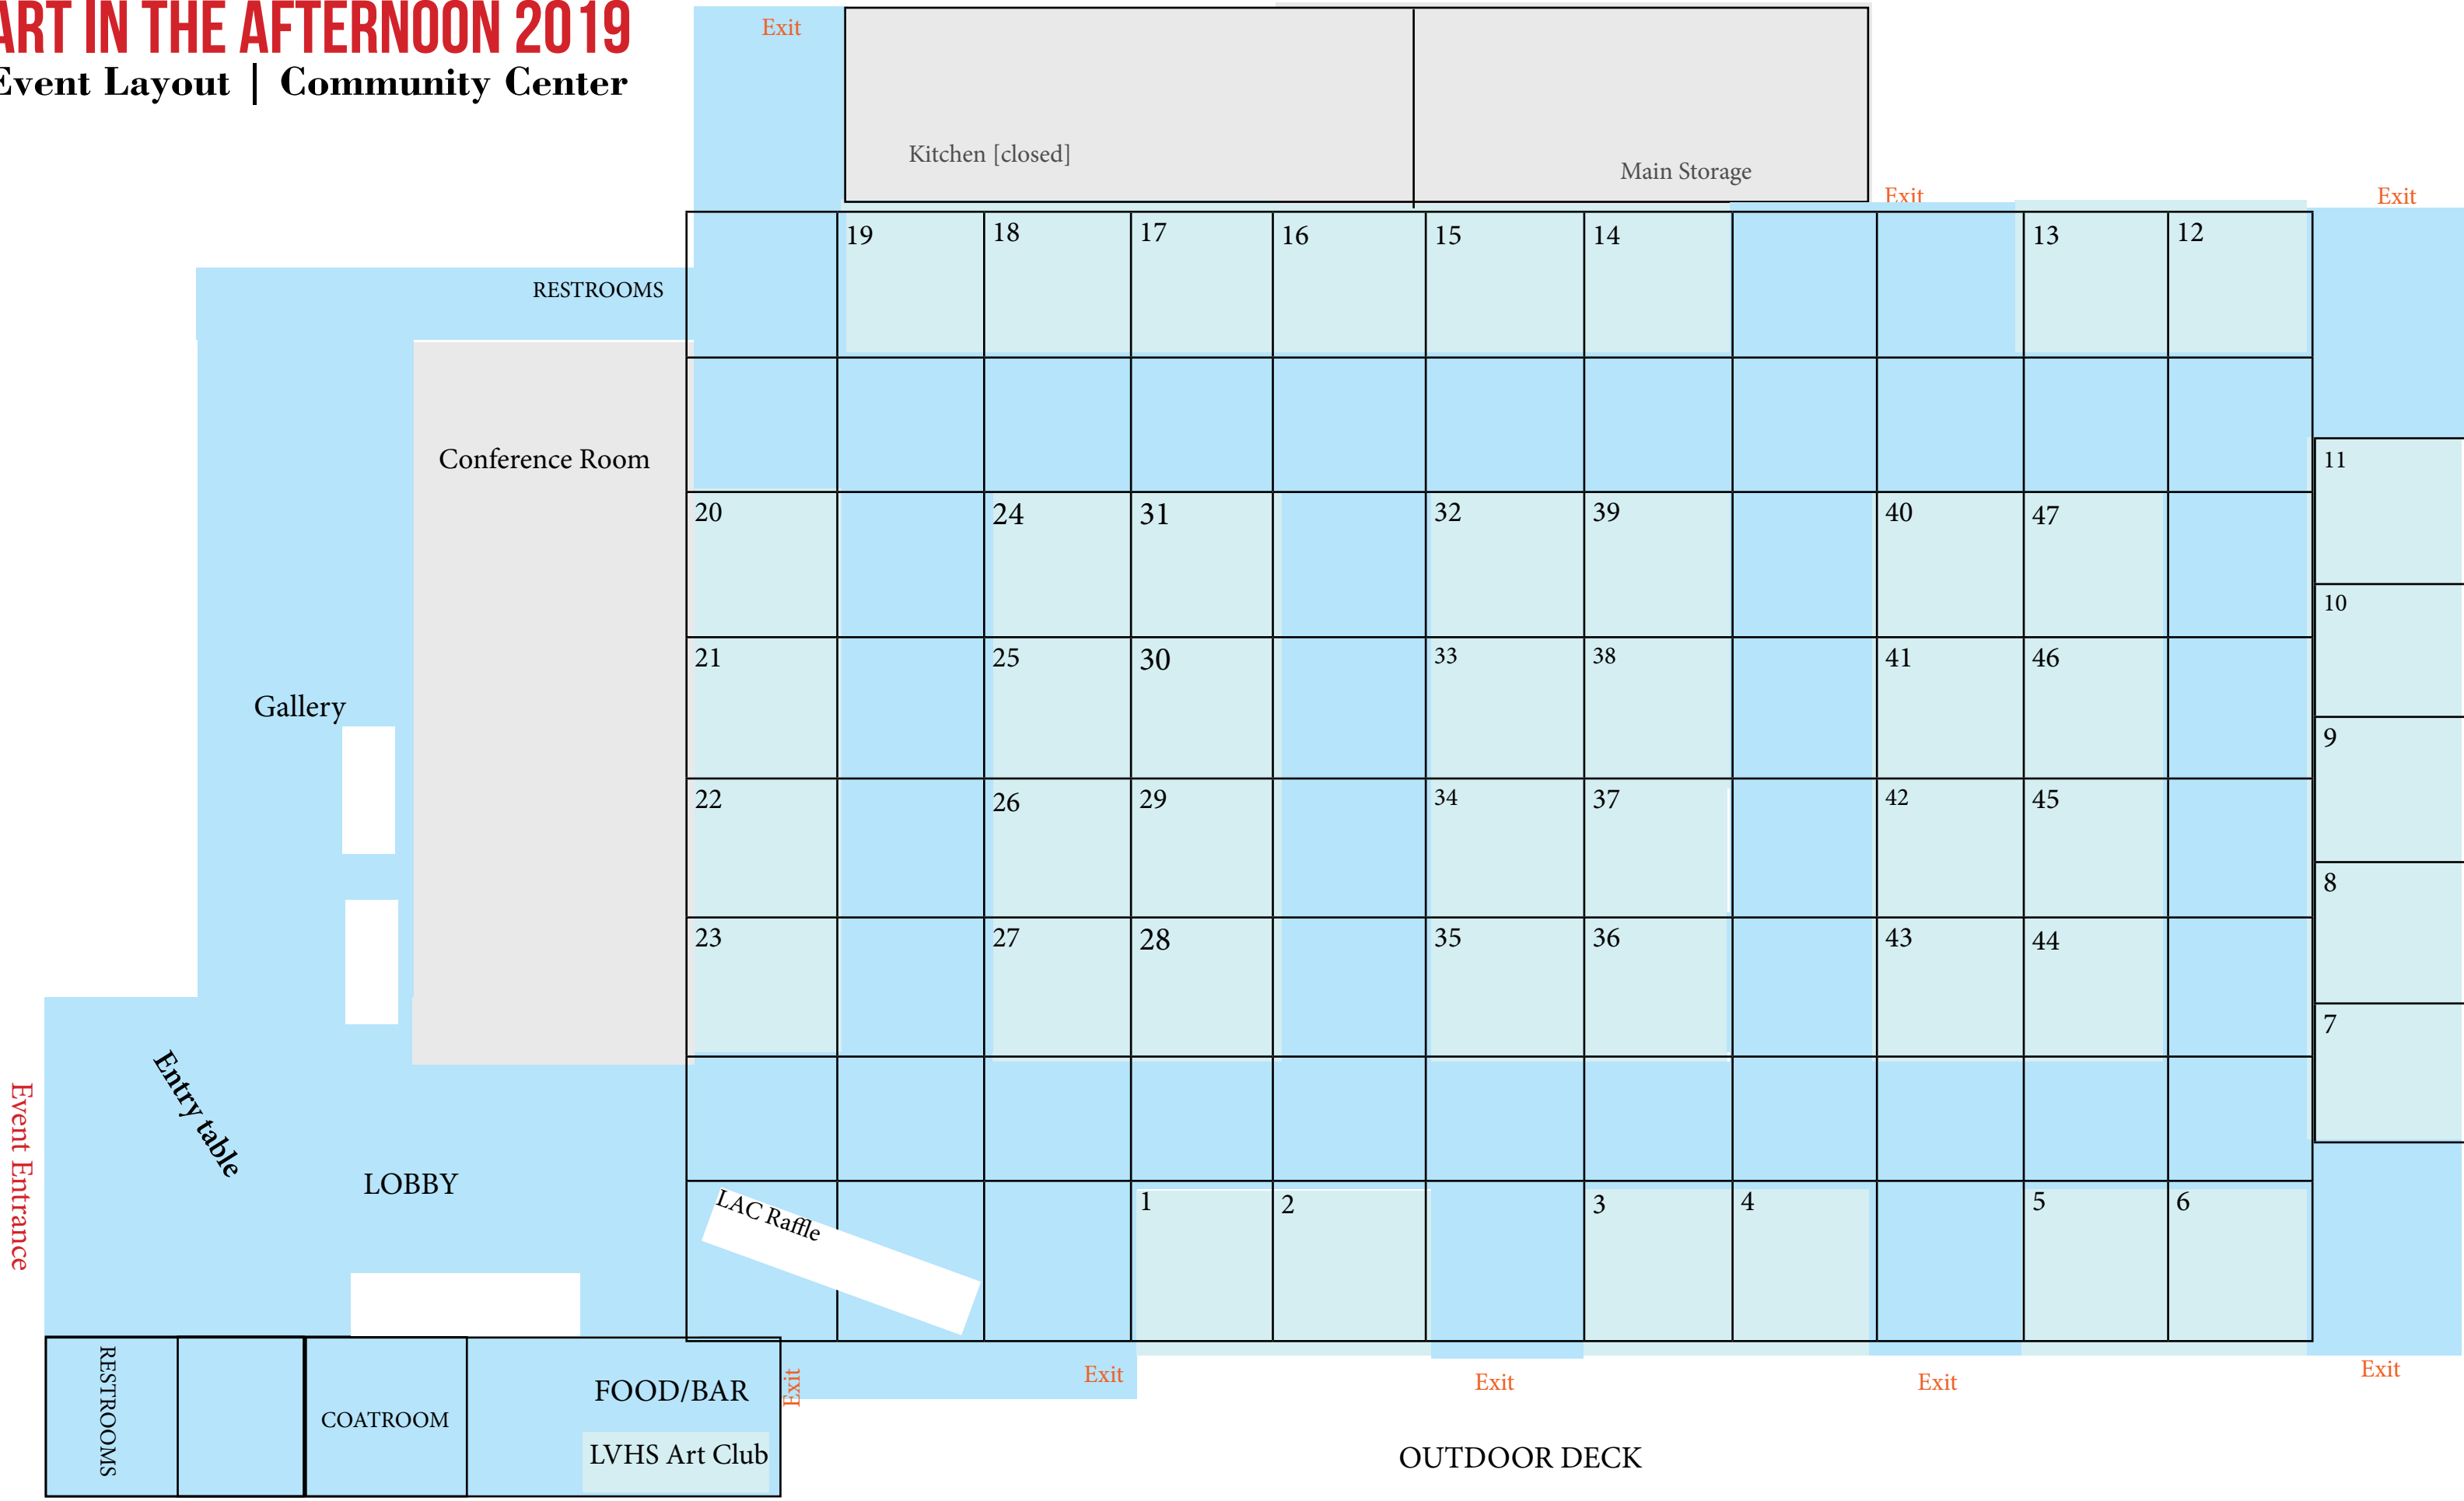 ART IN THE AFTERNOON 2019
Event Layout | Community Center
Exit
Kitchen [closed]
Main Storage
Exit
Exit
19 18 17 16 15 14 13 12
RESTROOMS
Conference Room
11
20 24 31 32 39 40 47
10
21 25 30 33 38 41 46
Gallery
9
22 26 29 34 37 42 45
8
23 27 28 35 36 43 44
7
Entry table
Event Entrance
LOBBY
LAC Raffle
1 2 3 4 5 6
RESTROOMS
COATROOM
FOOD/BAR
LVHS Art Club
Exit
Exit
Exit
Exit
Exit
OUTDOOR DECK